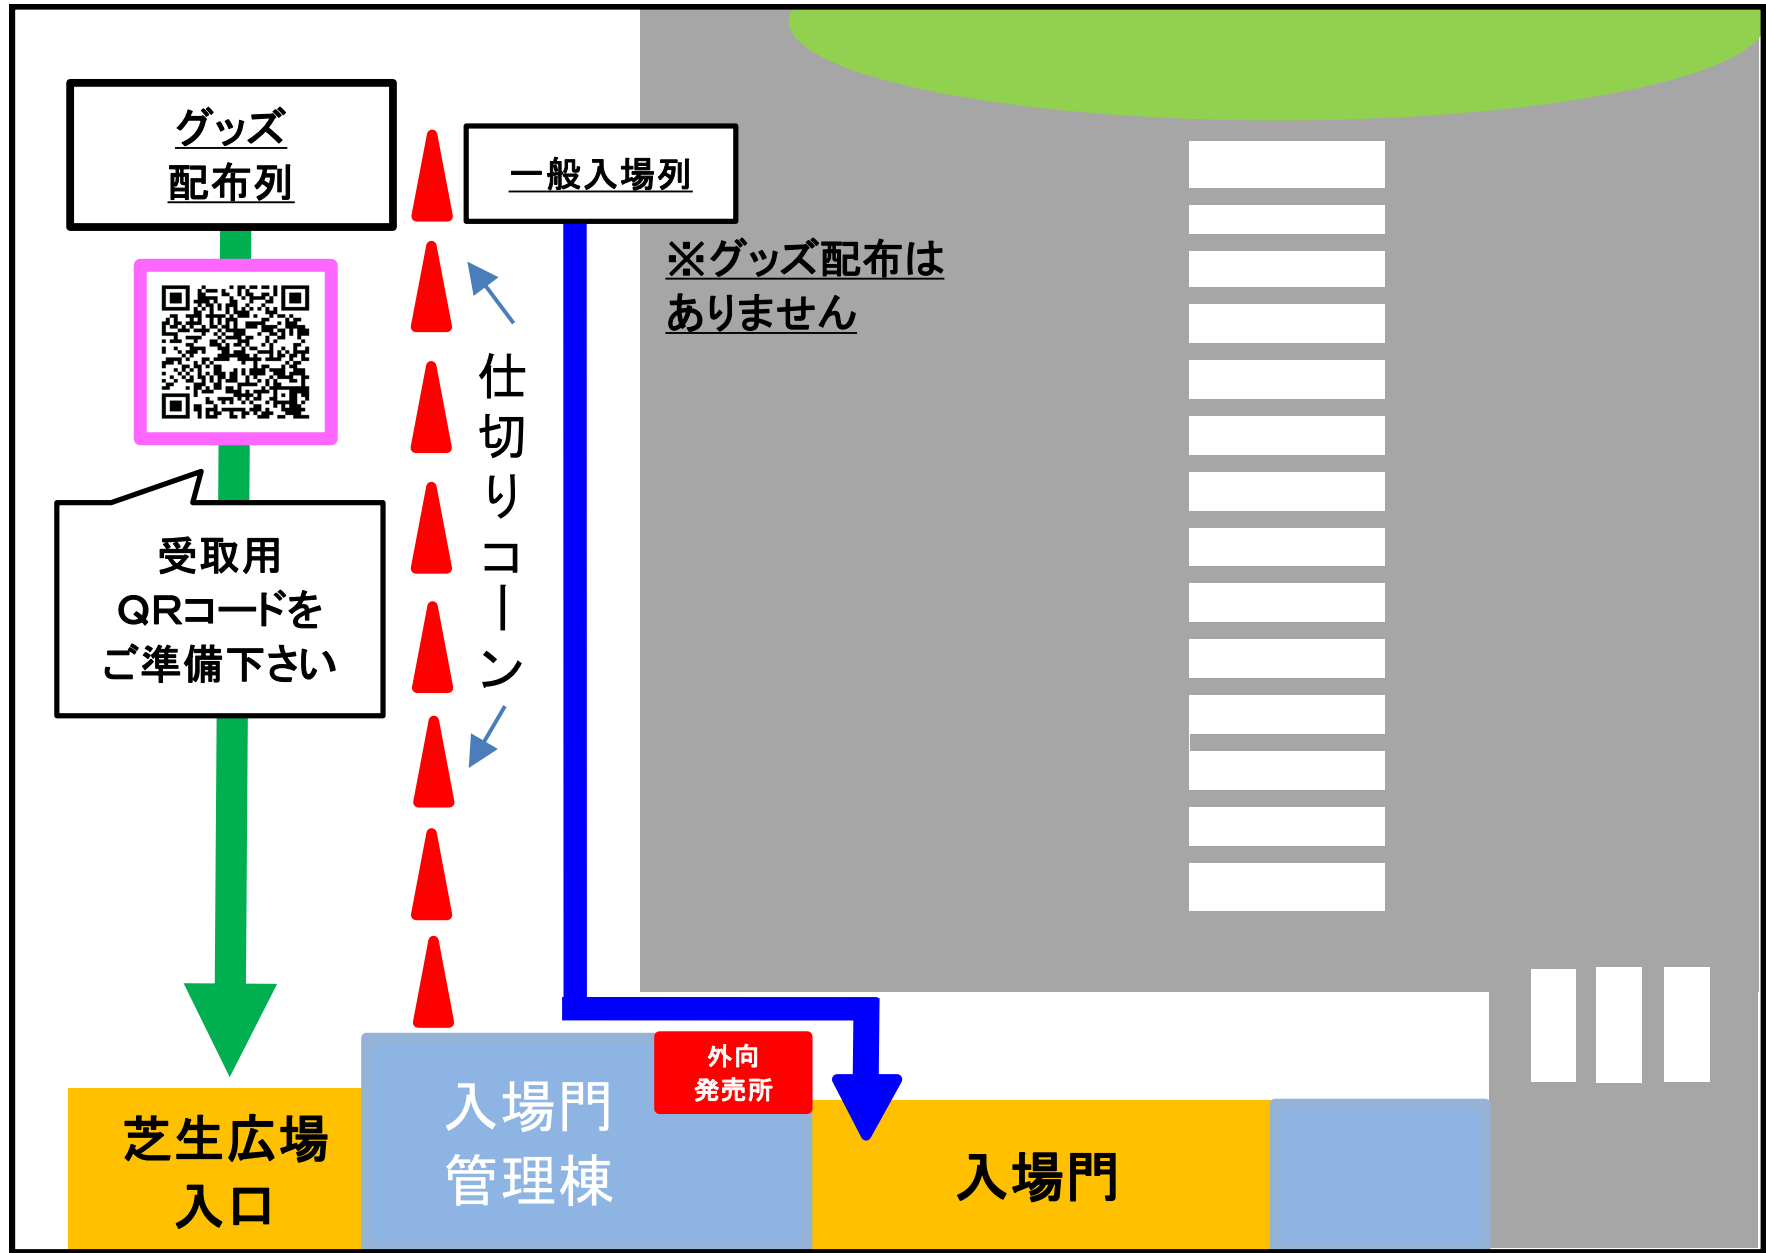 グッズ
配布列
一般入場列
※グッズ配布は
ありません
仕切りコーン
受取用
QRコードを
ご準備下さい
外向
発売所
入場門
管理棟
芝生広場
入口
入場門